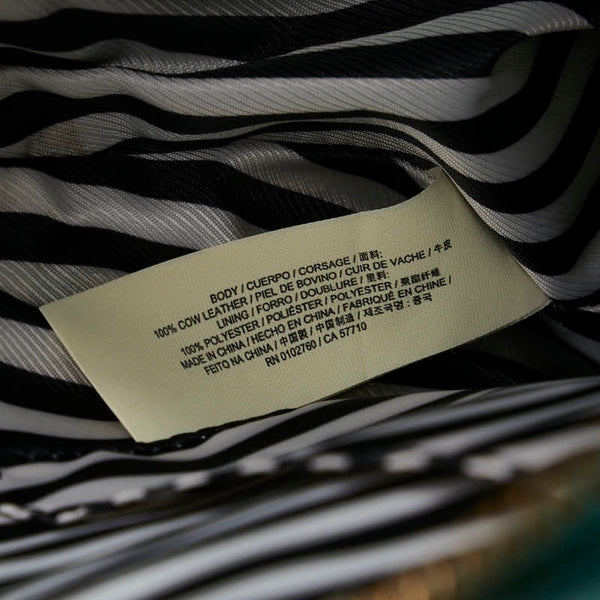 BODY / CUERPO / CORSAGE / 面料:
100% COW LEATHER / PIEL DE BOVINO / CUIR DE VACHE / 牛皮
LINING / FORRO / DOUBLURE / 里料:
100% POLYESTER / POLIÉSTER / POLYESTER / 聚酯纤维
MADE IN CHINA / HECHO EN CHINA / FABRIQUÉ EN CHINE /
FEITO NA CHINA / 中國製 / 中国制造 / 제조국명 : 중국
RN 0102760 / CA 57710